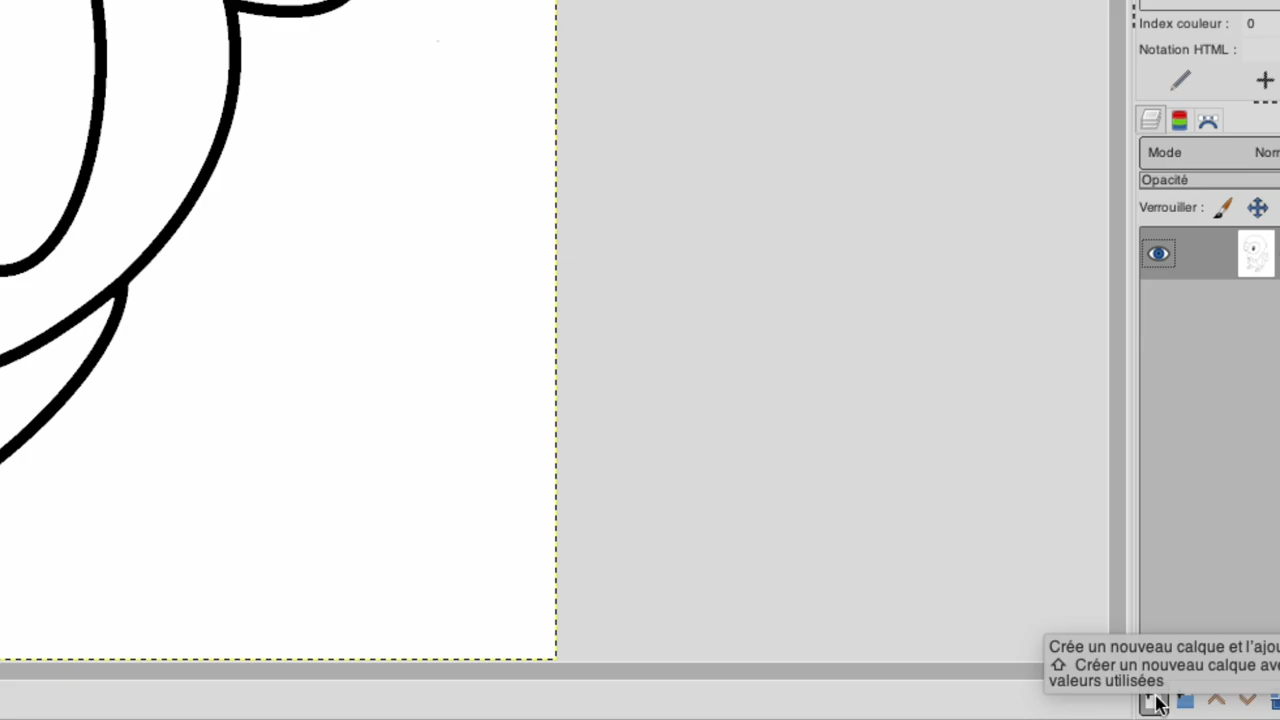 Index couleur : 0
Notation HTML :
Mode Norr
Opacité
Verrouiller :
Crée un nouveau calque et l'ajou
⇧ Créer un nouveau calque ave
valeurs utilisées